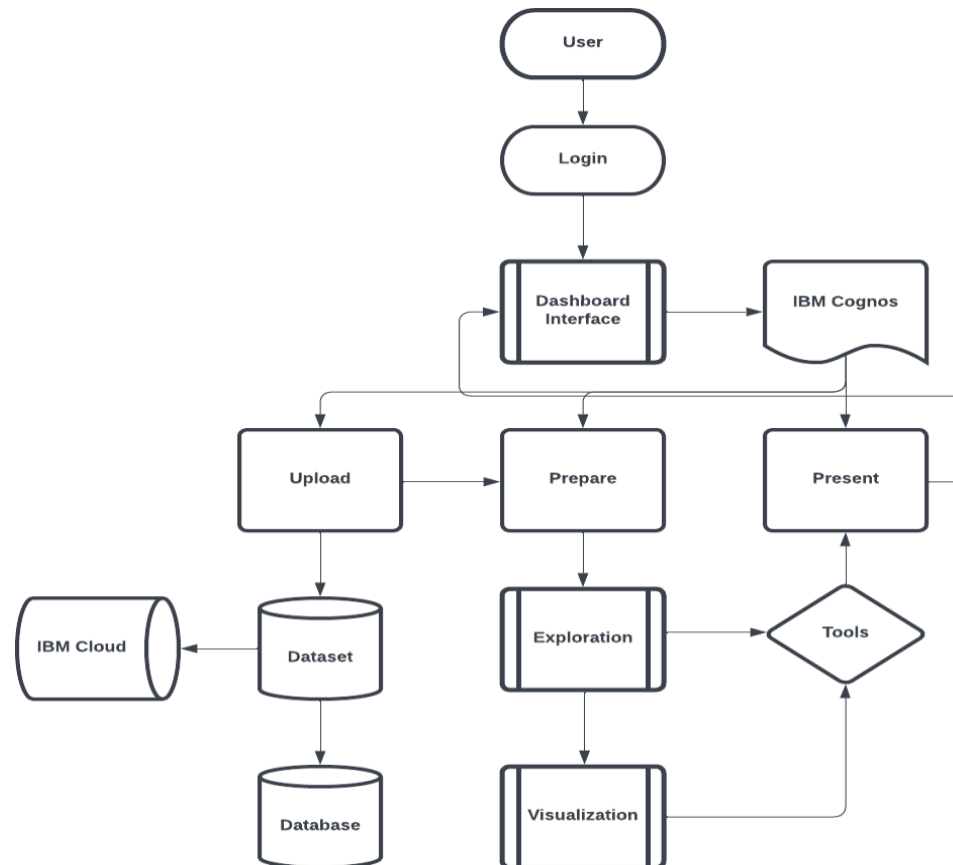 User
Login
Dashboard
Interface
IBM Cognos
Upload
Prepare
Present
IBM Cloud
Dataset
Exploration
Tools
Database
Visualization